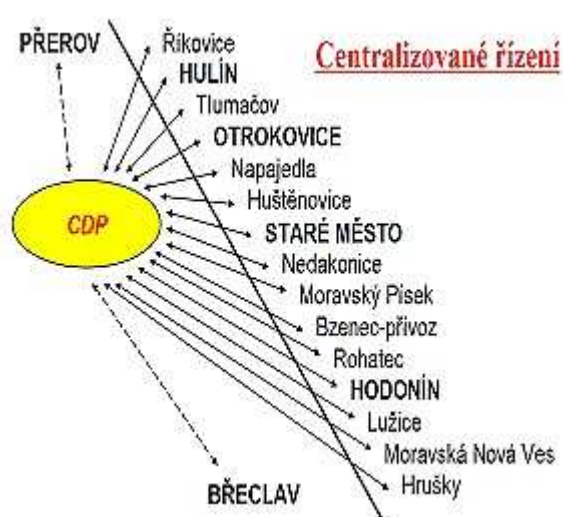 PŘEROV
Centralizované řízení
Říkovice
HULÍN
Tlumačov
OTROKOVICE
Napajedla
Huštěnovice
CDP
STARÉ MĚSTO
Nedakonice
Moravský Písek
Bzenec-přívoz
Rohatec
HODONÍN
Lužice
Moravská Nová Ves
Hrušky
BŘECLAV